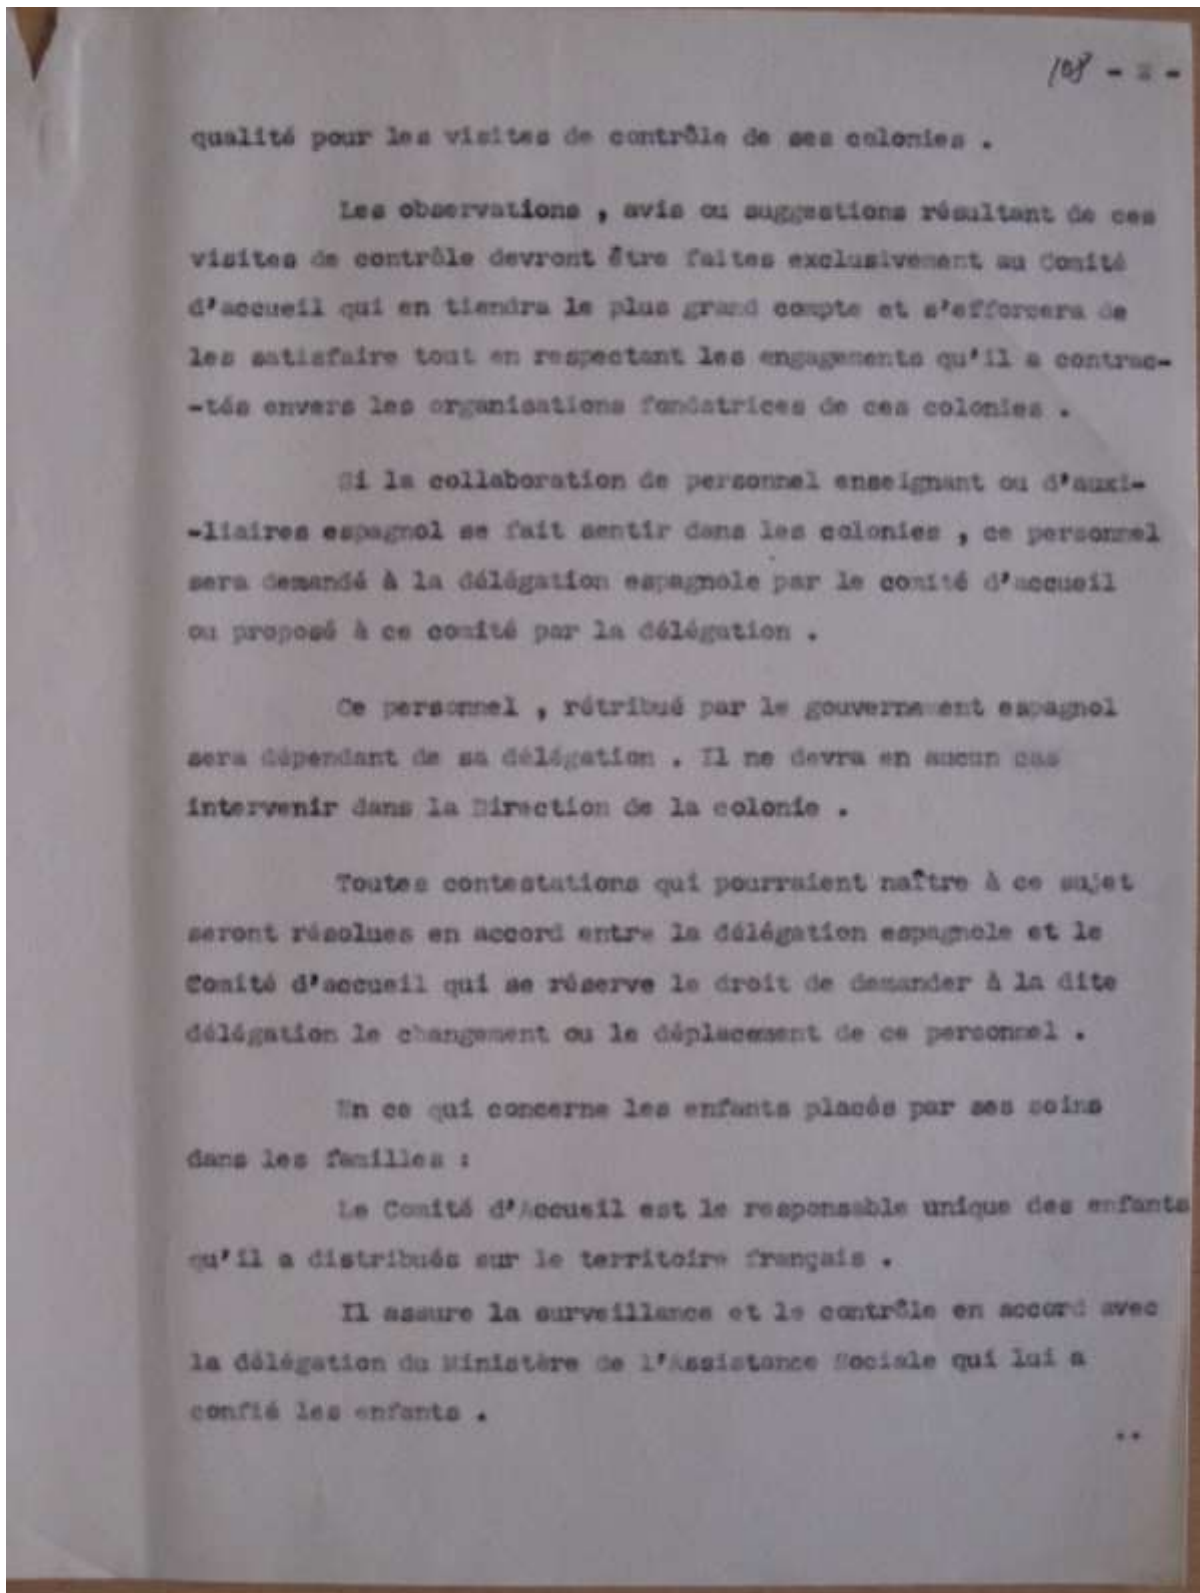 108 - 2 -
qualité pour les visites de contrôle de ses colonies .
Les observations , avis ou suggestions résultant de ces
visites de contrôle devront être faites exclusivement au Comité
d'accueil qui en tiendra le plus grand compte et s'efforcera de
les satisfaire tout en respectant les engagements qu'il a contrac-
-tés envers les organisations fondatrices de ces colonies .
Si la collaboration de personnel enseignant ou d'auxi-
-liaires espagnol se fait sentir dans les colonies , ce personnel
sera demandé à la délégation espagnole par le comité d'accueil
ou proposé à ce comité par la délégation .
Ce personnel , rétribué par le gouvernement espagnol
sera dépendant de sa délégation . Il ne devra en aucun cas
intervenir dans la Direction de la colonie .
Toutes contestations qui pourraient naître à ce sujet
seront résolues en accord entre la délégation espagnole et le
Comité d'accueil qui se réserve le droit de demander à la dite
délégation le changement ou le déplacement de ce personnel .
En ce qui concerne les enfants placés par ses soins
dans les familles :
Le Comité d'Accueil est le responsable unique des enfants
qu'il a distribués sur le territoire français .
Il assure la surveillance et le contrôle en accord avec
la délégation du Ministère de l'Assistance Sociale qui lui a
confié les enfants .
..